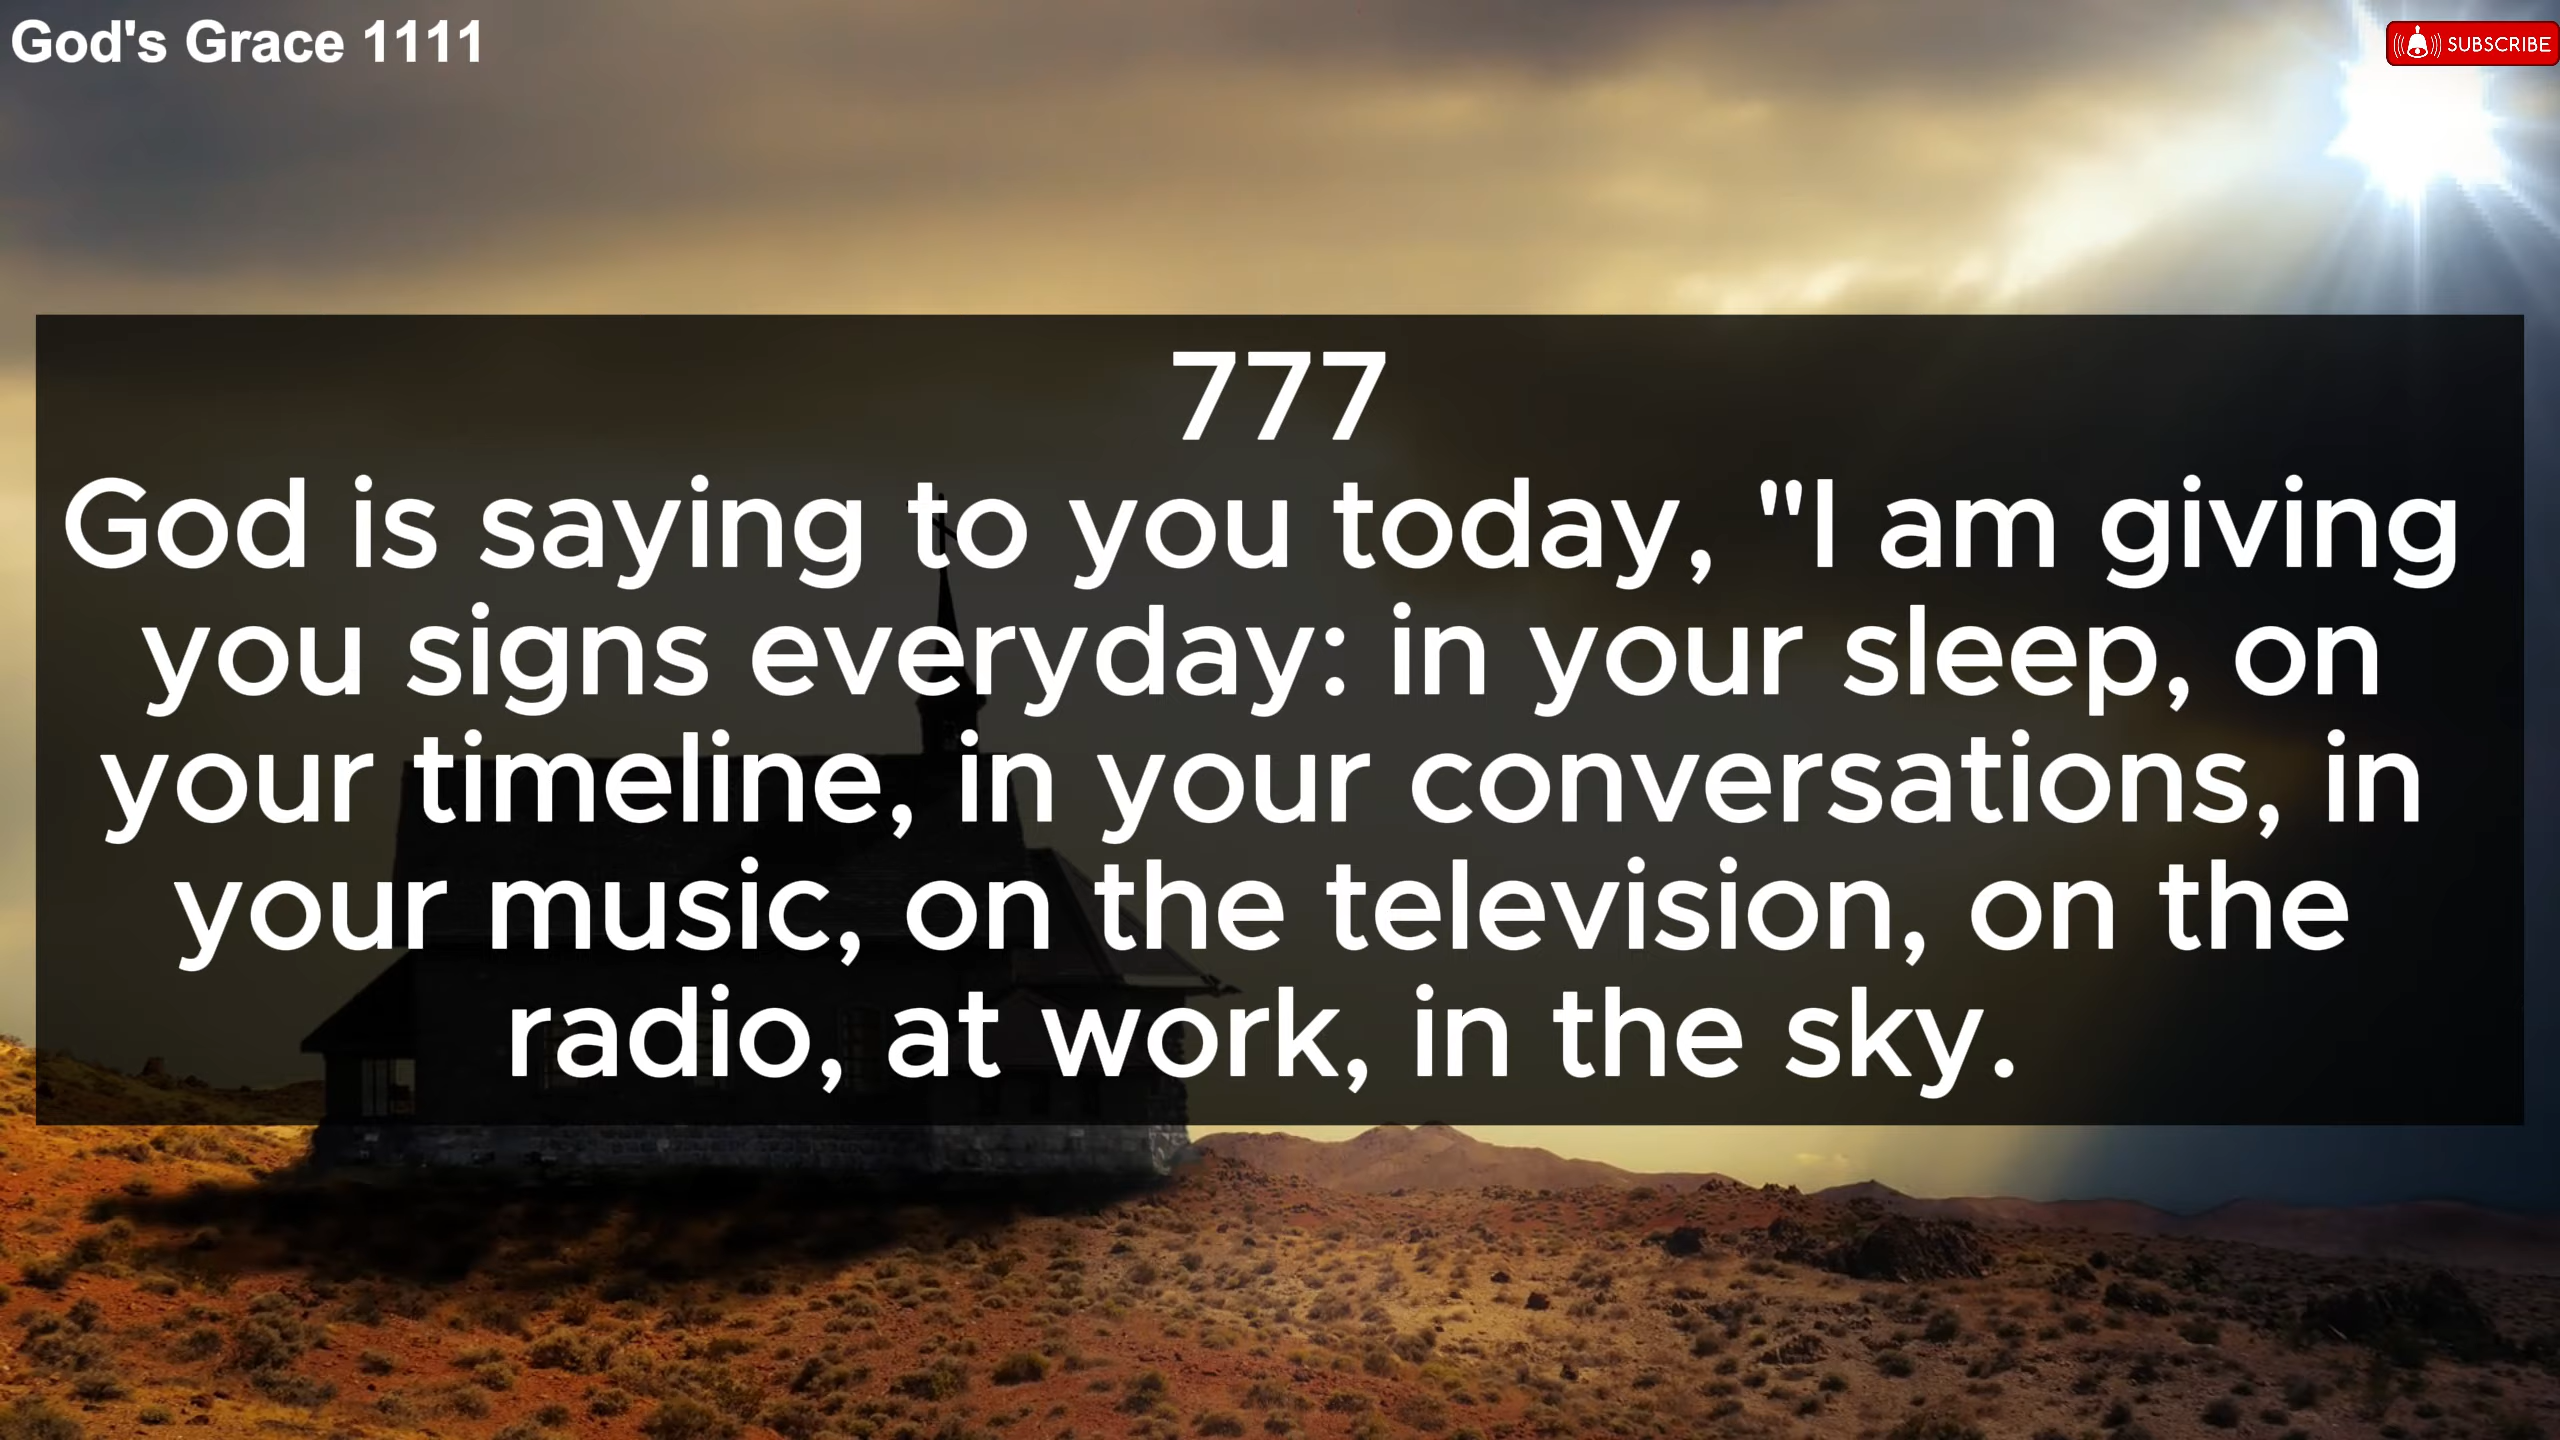 God's Grace 1111
SUBSCRIBE
777
God is saying to you today, "I am giving
you signs everyday: in your sleep, on
your timeline, in your conversations, in
your music, on the television, on the
radio, at work, in the sky.